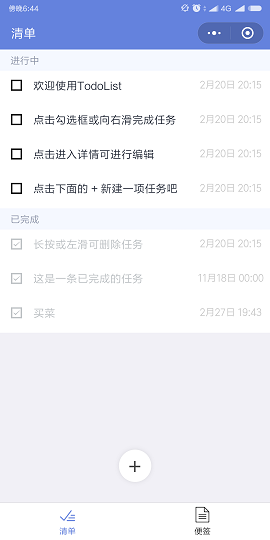 傍晚6:44
4G
清单
进行中
欢迎使用TodoList 2月20日 20:15
点击勾选框或向右滑完成任务 2月20日 20:15
点击进入详情可进行编辑 2月20日 20:15
点击下面的 + 新建一项任务吧 2月20日 20:15
已完成
长按或左滑可删除任务 2月20日 20:15
这是一条已完成的任务 11月18日 00:00
买菜 2月27日 19:43
+
清单 便签